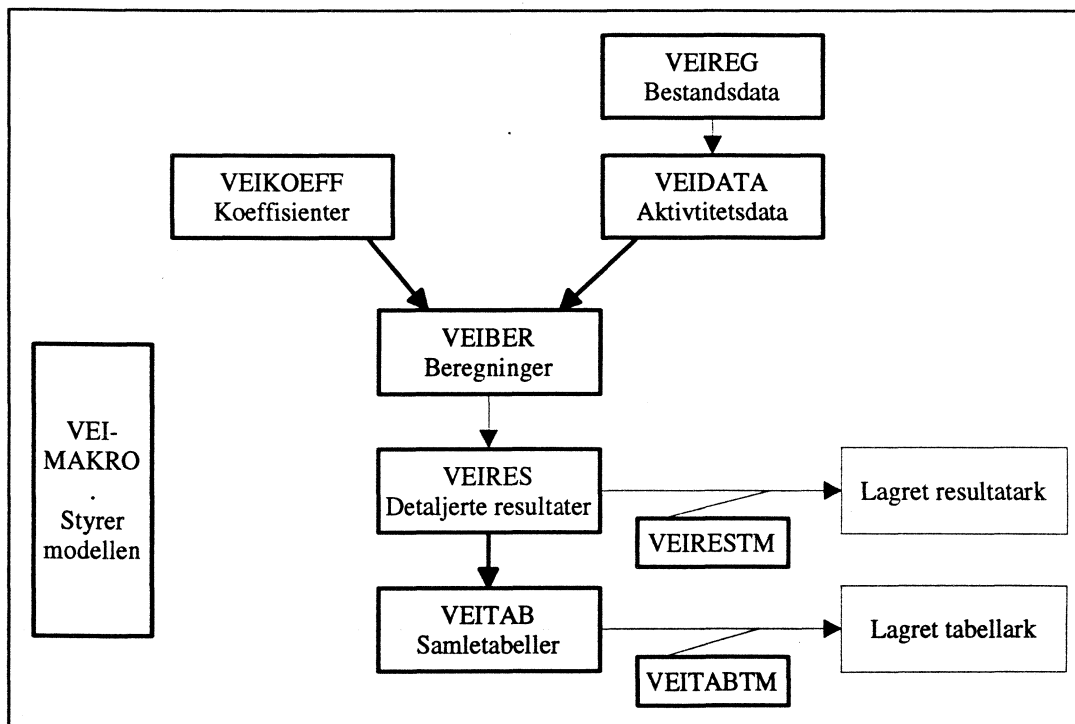 VEIREG
Bestandsdata
VEIKOEFF
Koeffisienter
VEIDATA
Aktivtitetsdata
VEIBER
Beregninger
VEI-
MAKRO
.
Styrer
modellen
VEIRES
Detaljerte resultater
Lagret resultatark
VEIRESTM
VEITAB
Samletabeller
Lagret tabellark
VEITABTM